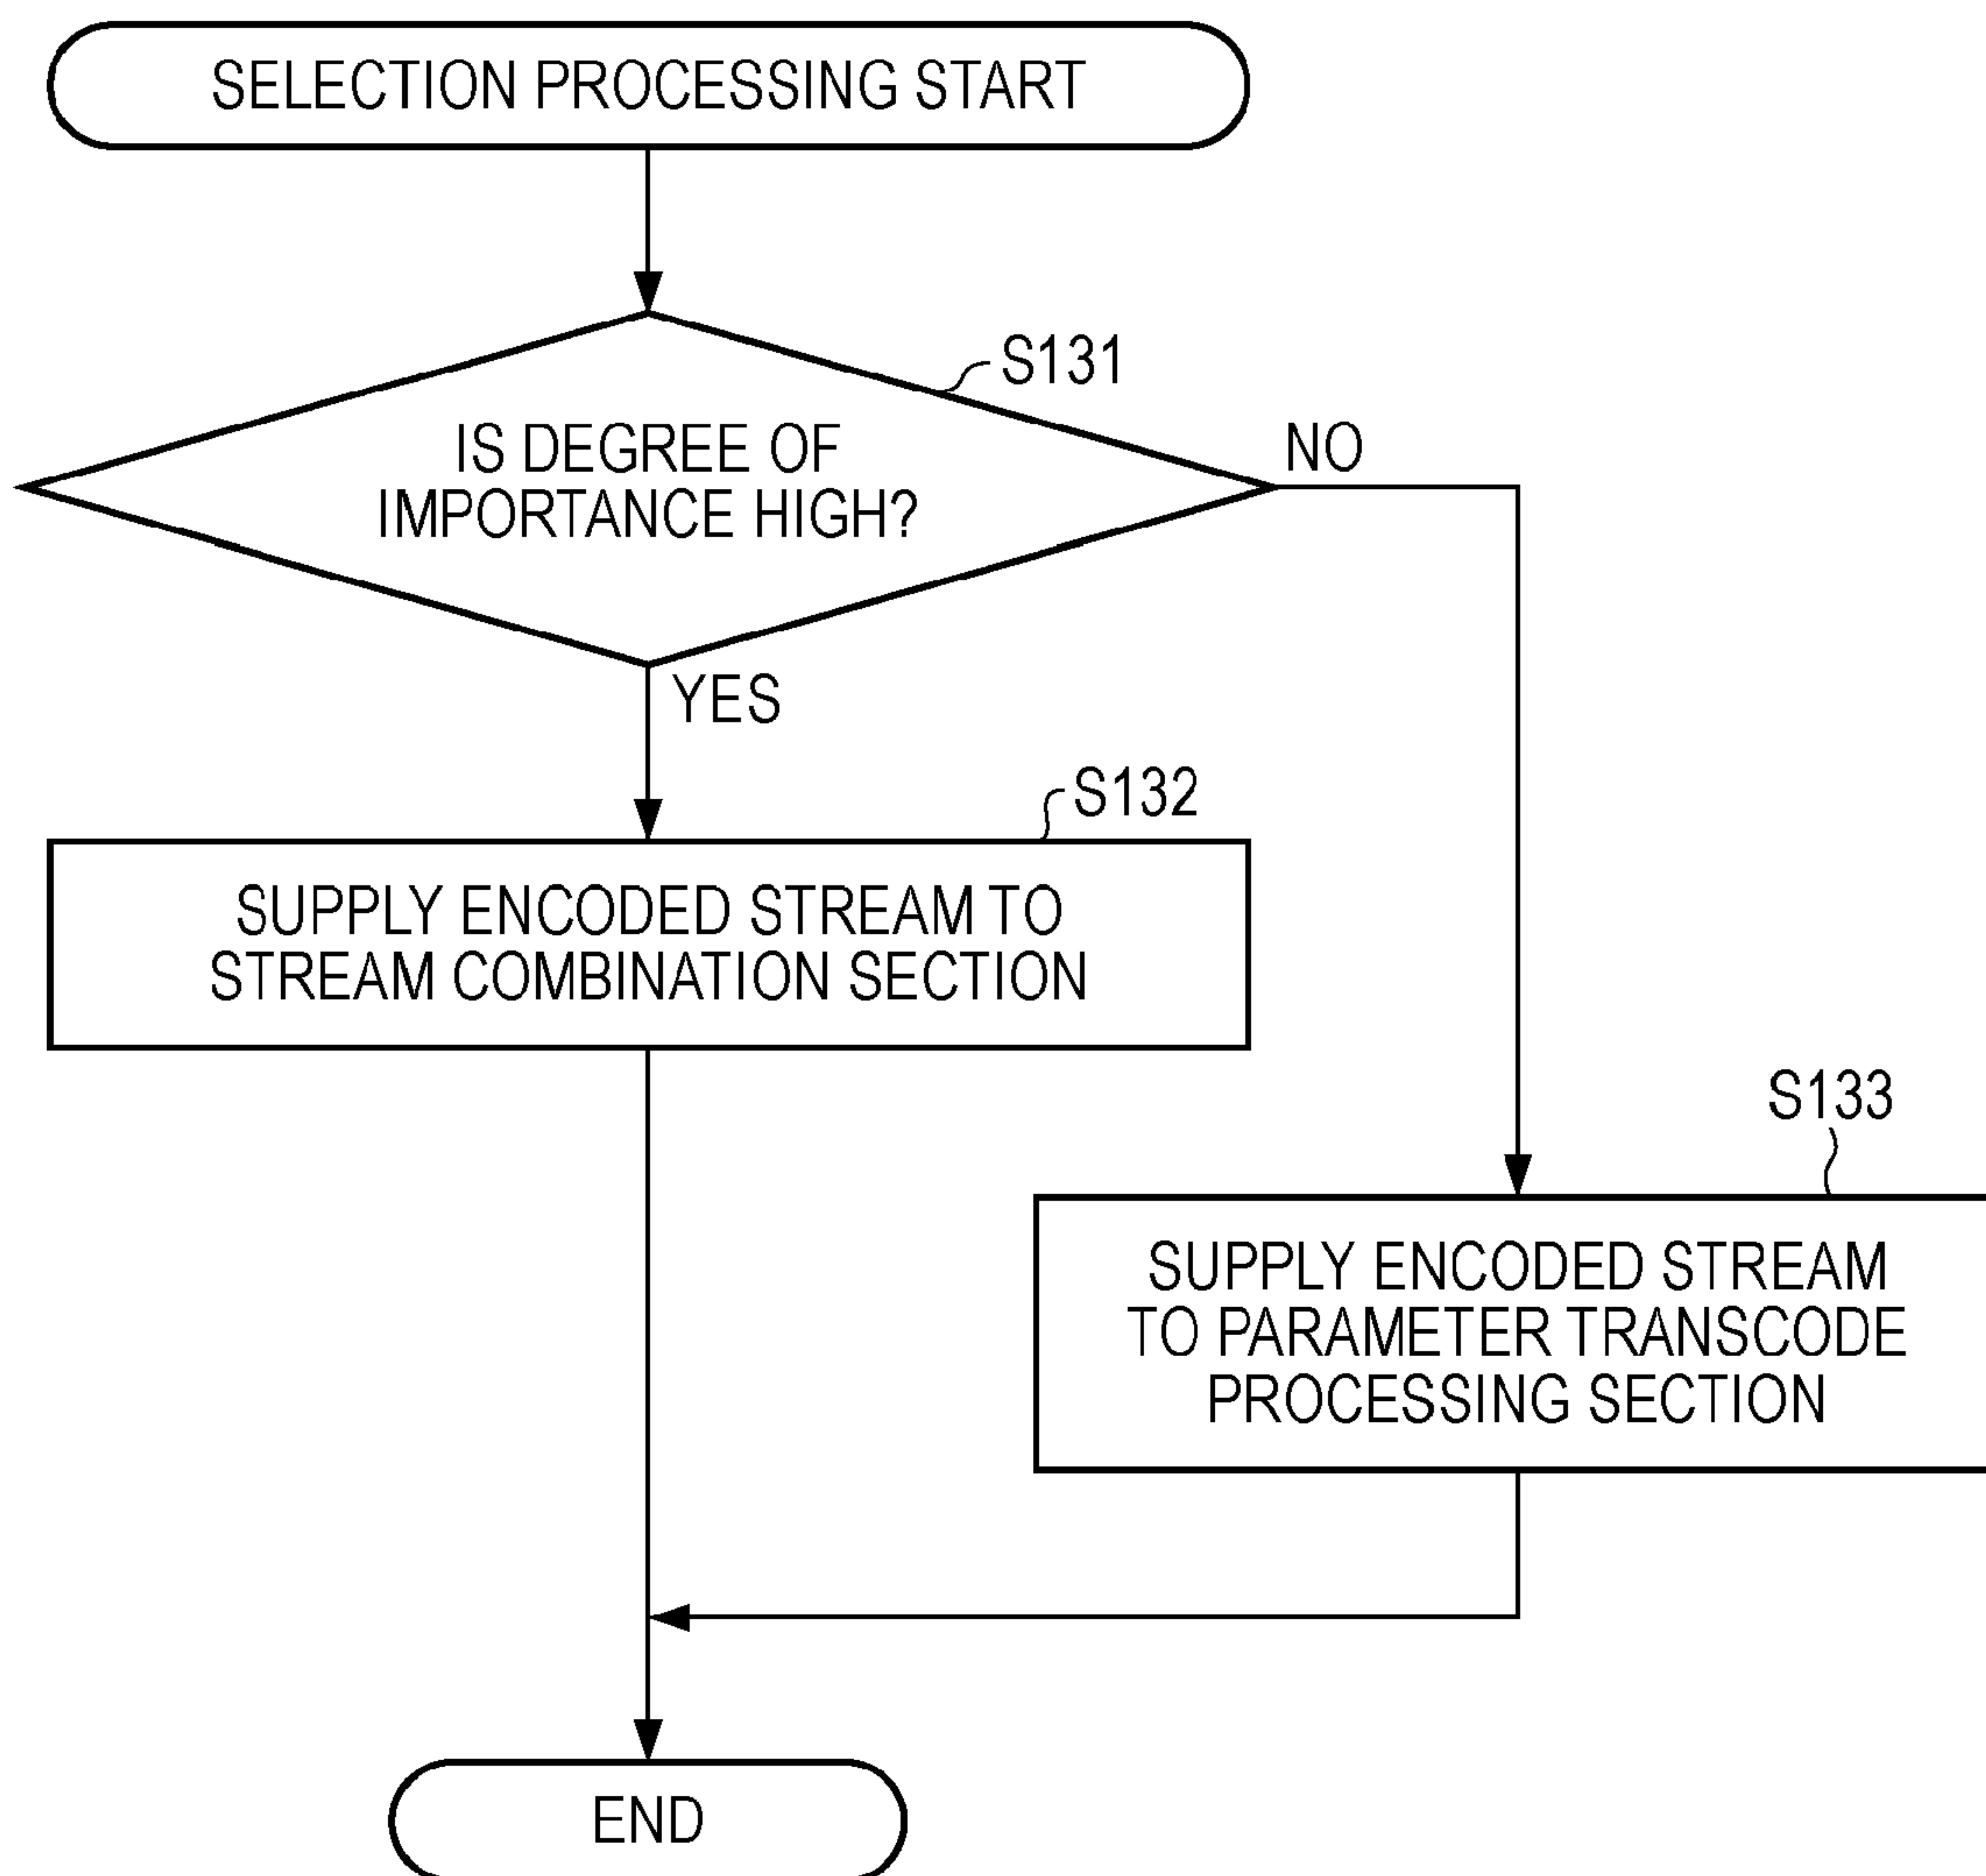 SELECTION PROCESSING START
S131
IS DEGREE OF
IMPORTANCE HIGH?
NO
YES
S132
SUPPLY ENCODED STREAM TO
STREAM COMBINATION SECTION
S133
SUPPLY ENCODED STREAM
TO PARAMETER TRANSCODE
PROCESSING SECTION
END